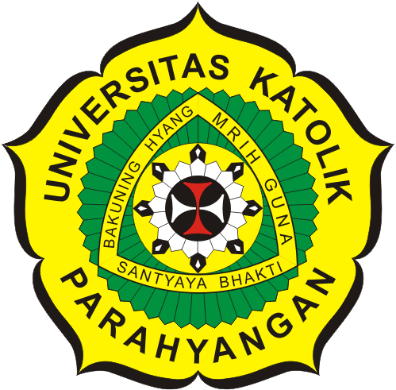 UNIVERSITAS KATOLIK
PARAHYANGAN
BAKUNING HYANG
MRIH GUNA
SANTYAYA BHAKTI